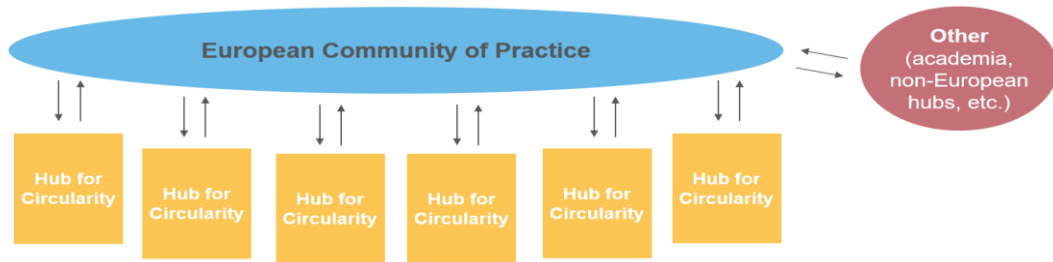 European Community of Practice
Other
(academia,
non-European
hubs, etc.)
Hub for
Circularity
Hub for
Circularity
Hub for
Circularity
Hub for
Circularity
Hub for
Circularity
Hub for
Circularity